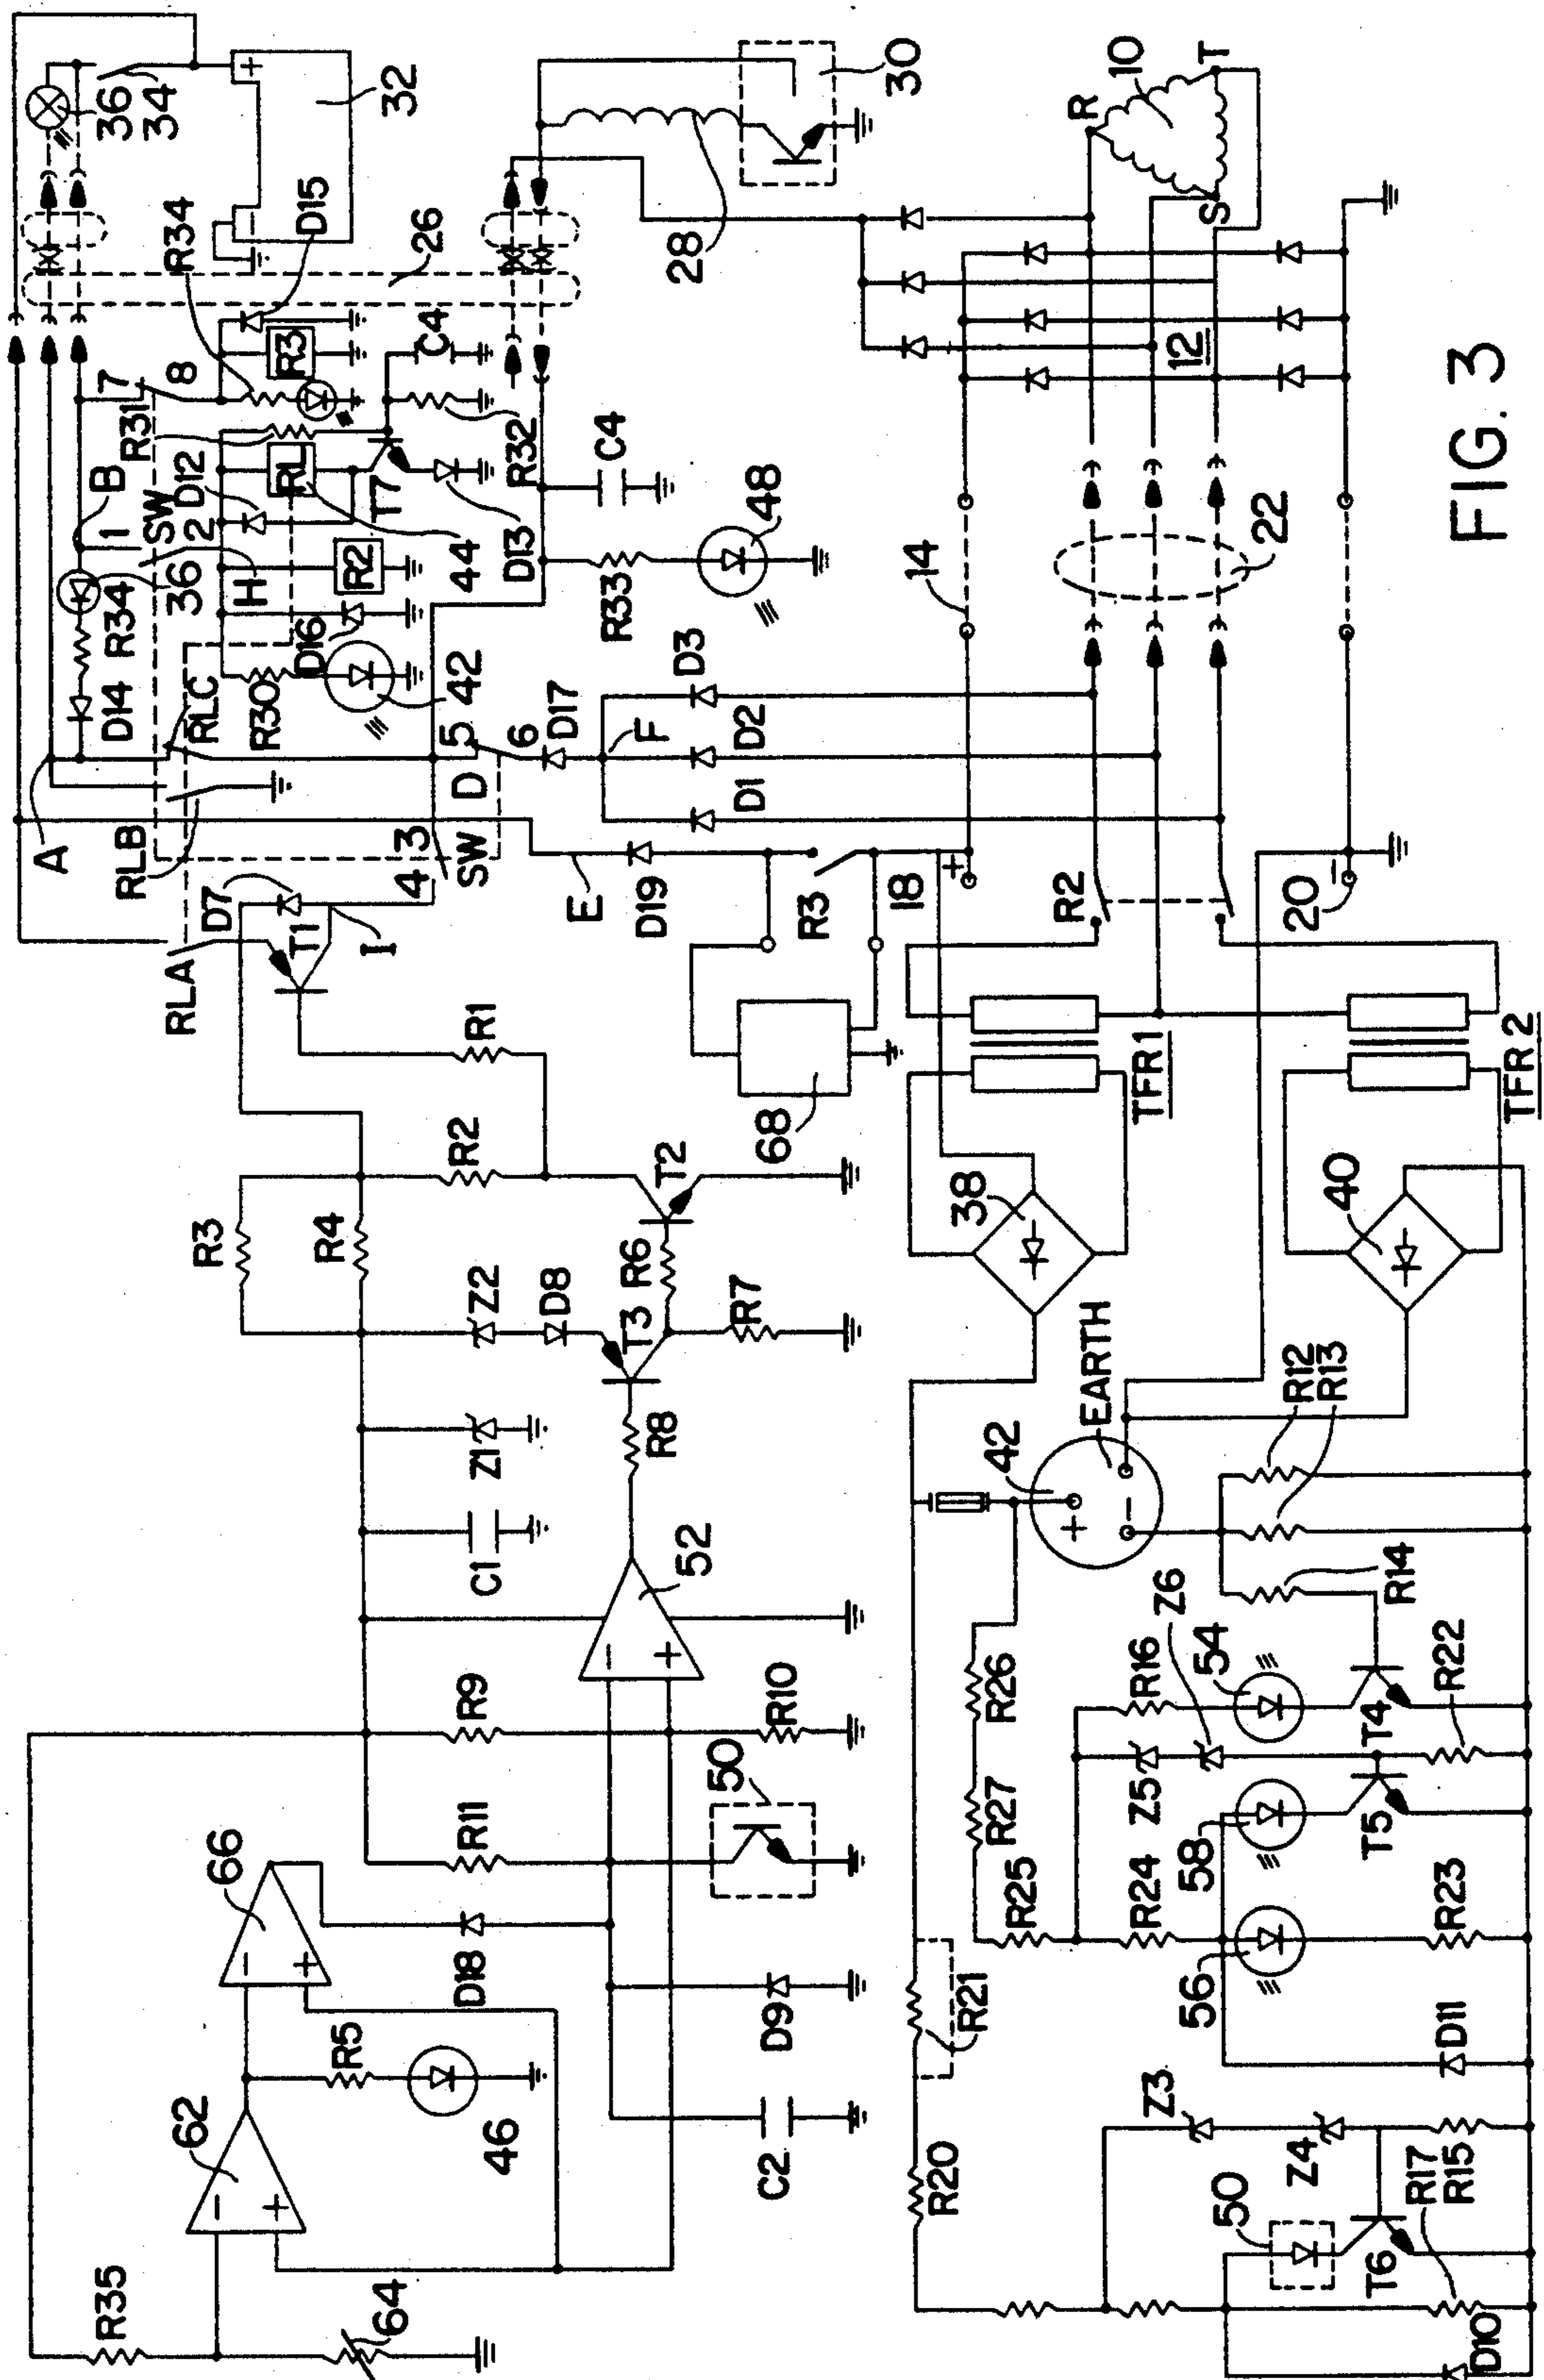 36
34
+
−
32
D15
R34
26
30
28
10
R
T
S
12
FIG. 3
7
8
R3
C4
R31
R32
B
1
SW
2
D12
RL
T7
44
D13
C4
48
R33
14
22
36
H
R2
D14
R34
RLC
R30
D16
42
5
6
D
D17
F
D3
D2
D1
A
RLB
3
4
SW
D7
RLA
T1
I
E
D19
R3
18
+
R2
20
−
R1
R2
T2
68
TFR1
TFR 2
R3
R4
Z2
D8
T3
R6
R7
38
40
Z1
R8
C1
52
−
+
42
EARTH
+
−
R12
R13
R14
R9
R10
R11
50
66
−
+
D18
D9
R5
46
62
−
+
C2
R35
64
R26
R27
R25
R16
Z6
54
T4
R22
Z5
58
T5
R24
56
R23
R21
D11
R20
Z3
Z4
R17
R15
50
T6
D10